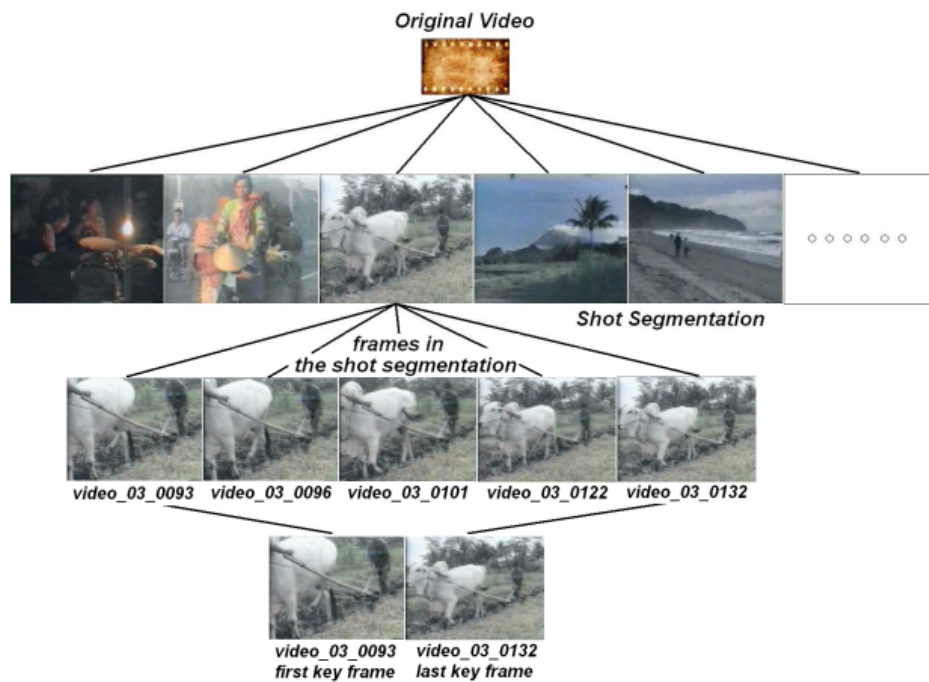 Original Video
Shot Segmentation
frames in
the shot segmentation
video_03_0093 video_03_0096 video_03_0101 video_03_0122 video_03_0132
video_03_0093 video_03_0132
first key frame last key frame